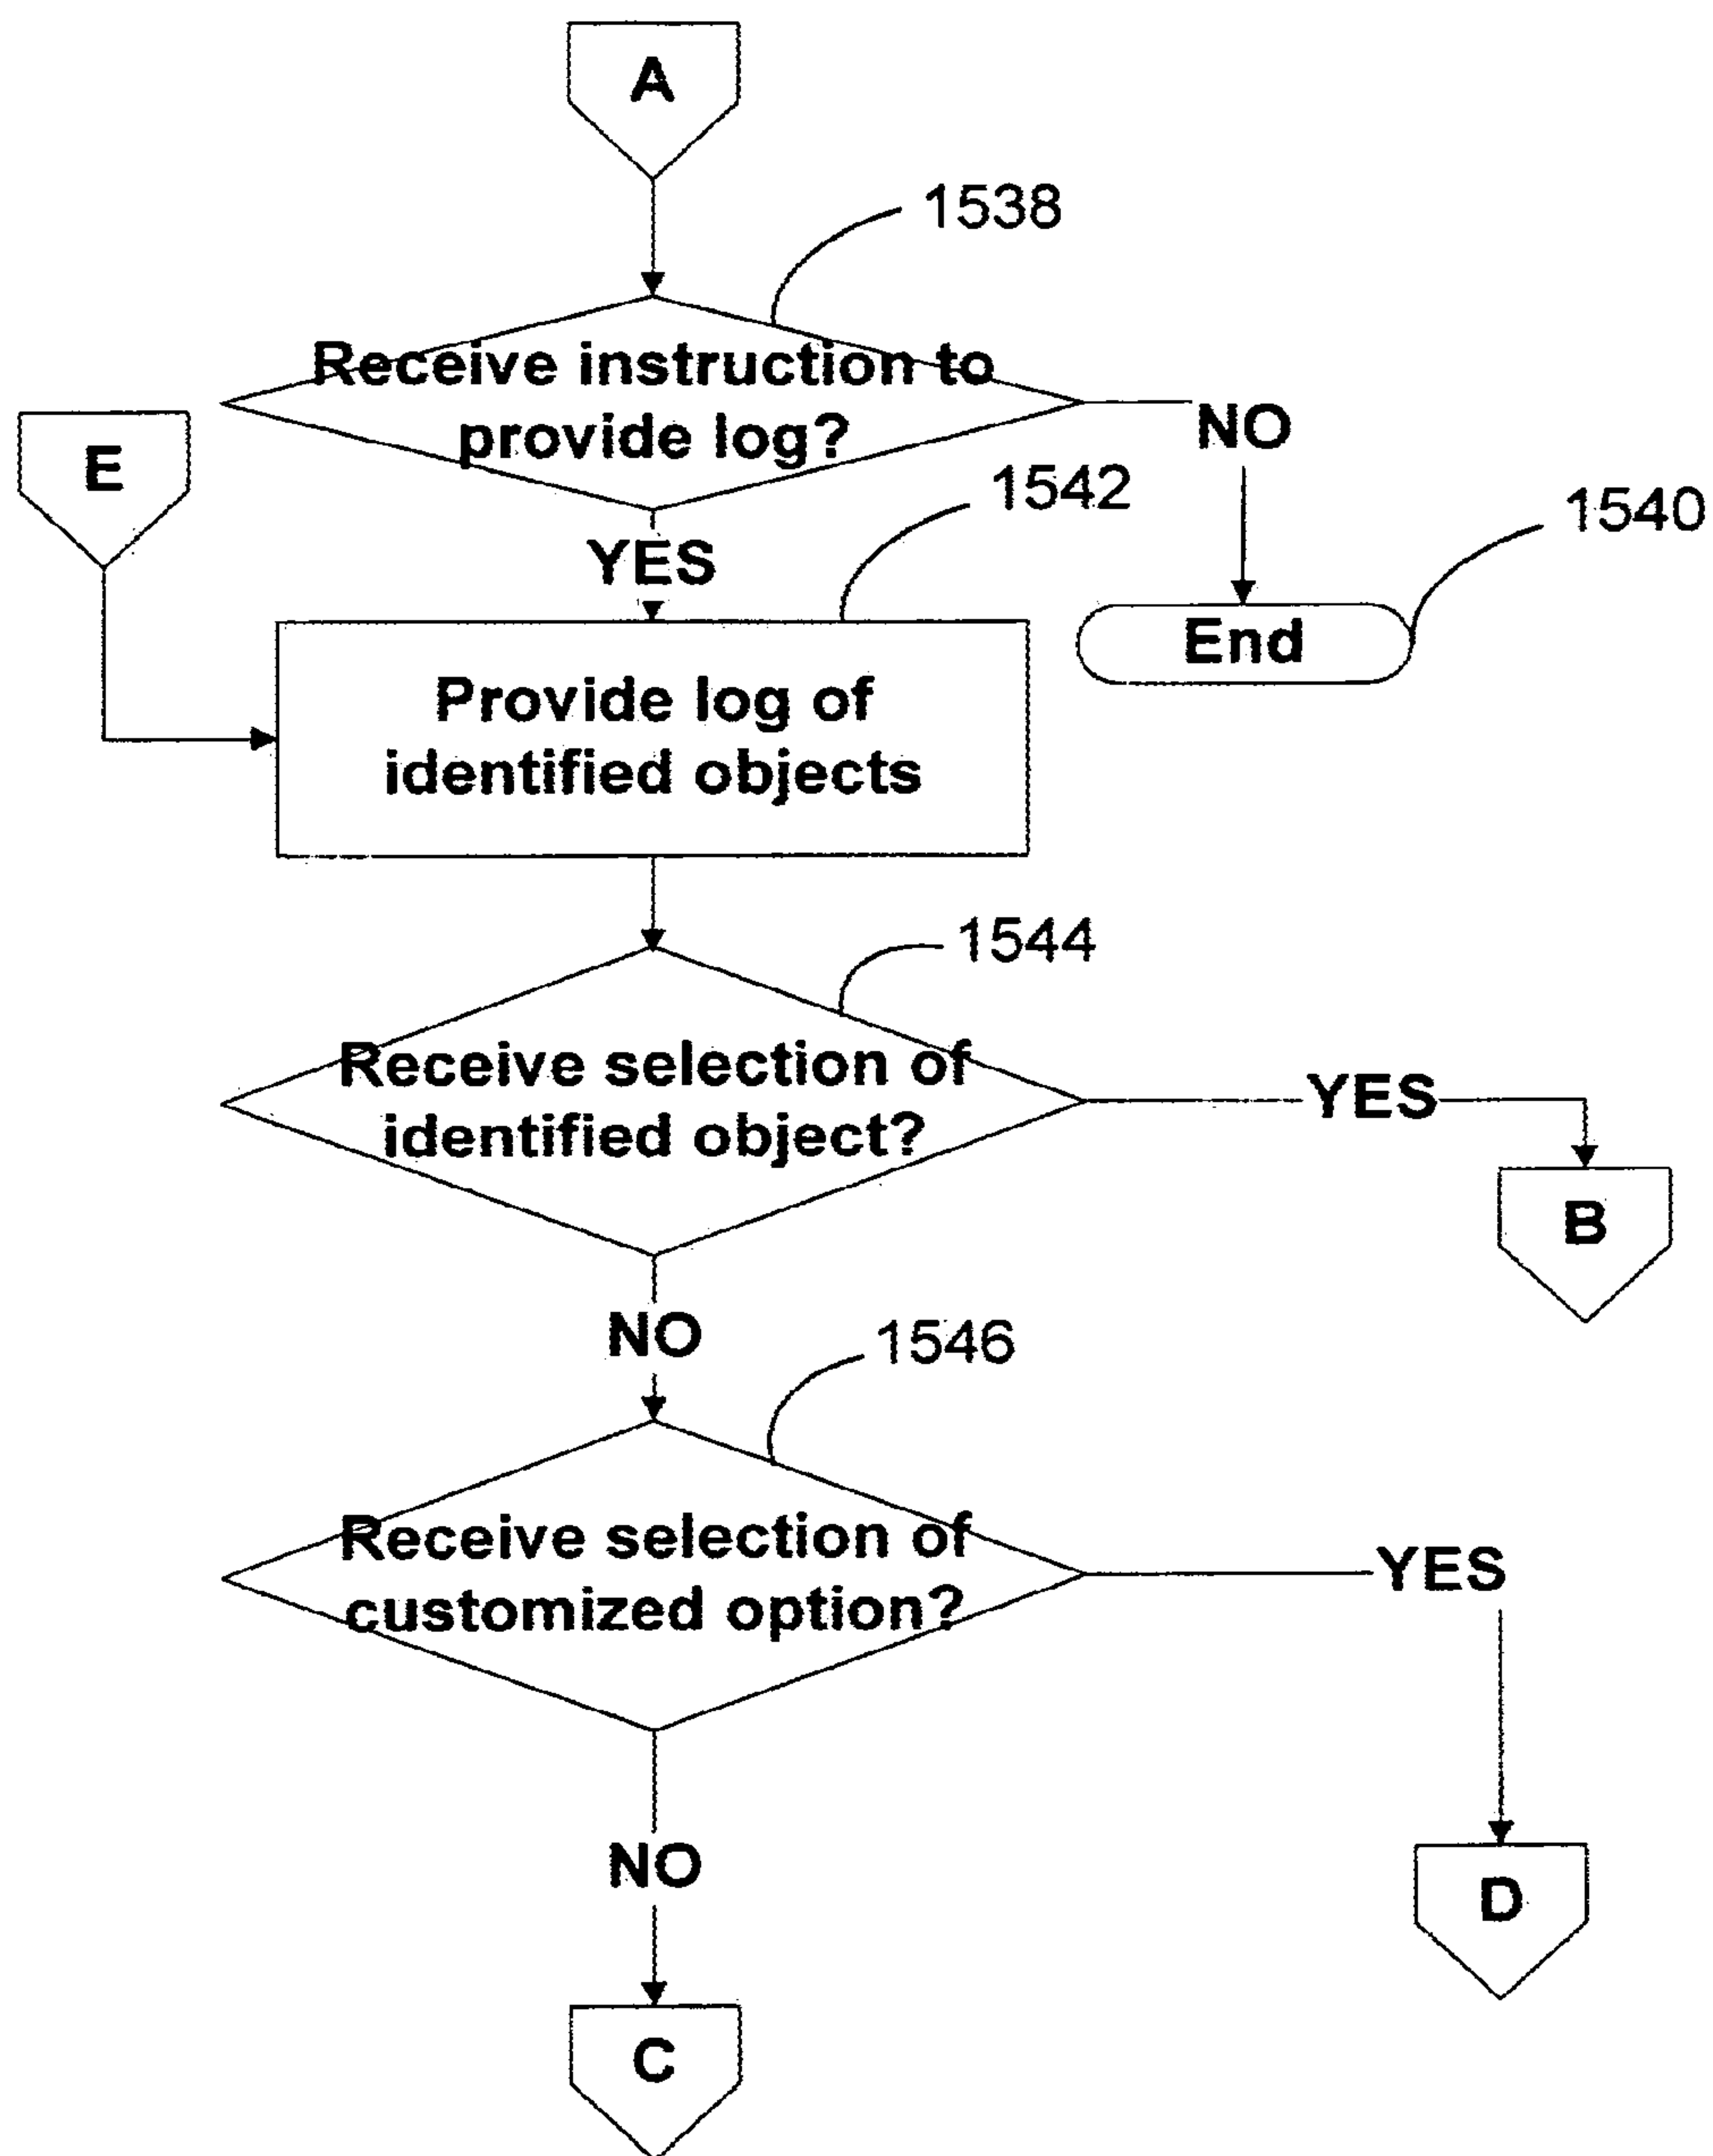 A
1538
Receive instruction to
provide log?
NO
E
1542
1540
YES
End
Provide log of
identified objects
1544
Receive selection of
identified object?
YES
B
NO
1546
Receive selection of
customized option?
YES
NO
D
C